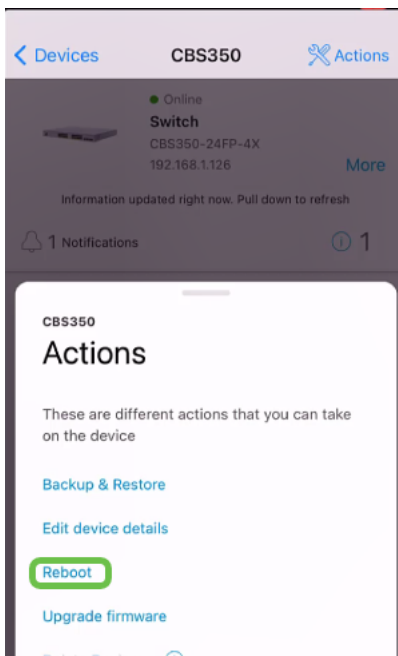 Devices CBS350 Actions
Online
Switch
CBS350-24FP-4X
192.168.1.126 More
Information updated right now. Pull down to refresh
1 Notifications 1
CBS350
Actions
These are different actions that you can take
on the device
Backup & Restore
Edit device details
Reboot
Upgrade firmware